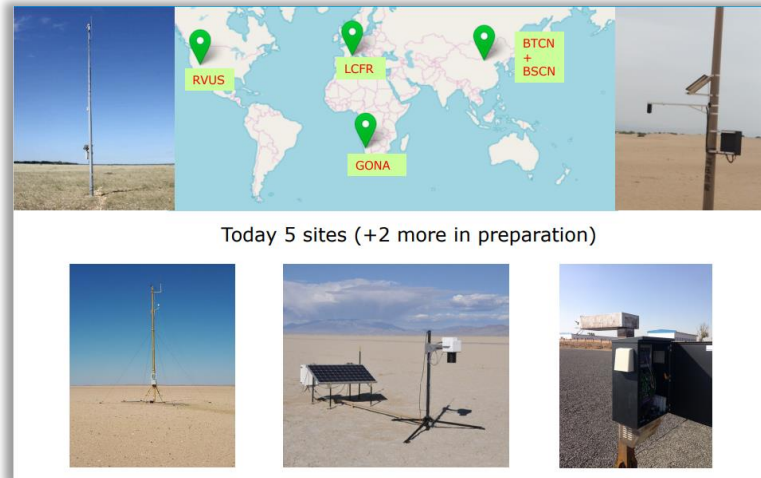 RVUS
LCFR
BTCN
+
BSCN
GONA
Today 5 sites (+2 more in preparation)